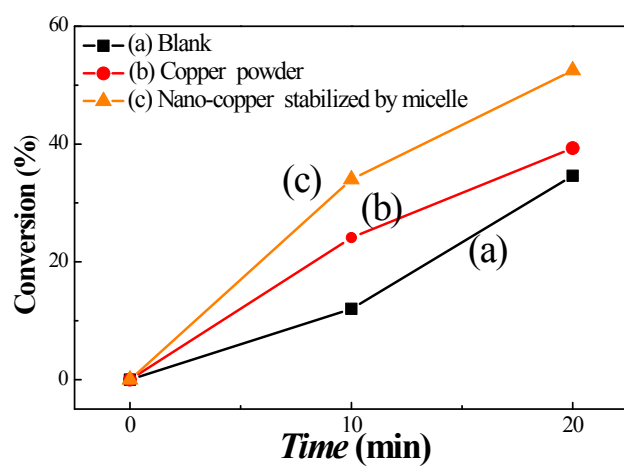 60
40
20
0
Conversion (%)
(a) Blank
(b) Copper powder
(c) Nano-copper stabilized by micelle
(c)
(b)
(a)
0 10 20
Time (min)